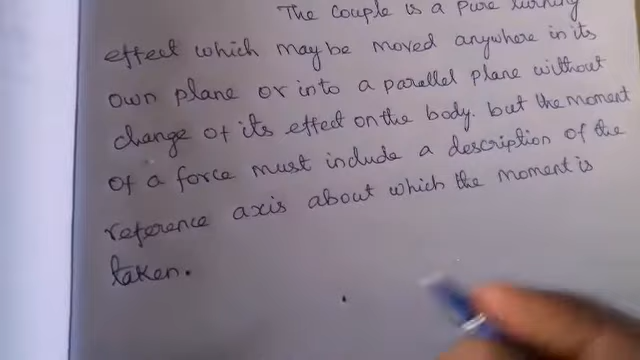 The Couple is a pure turning
effect which may be moved anywhere in its
own plane or into a parallel plane without
change of its effect on the body. but the moment
of a force must include a description of the
reference axis about which the moment is
taken.